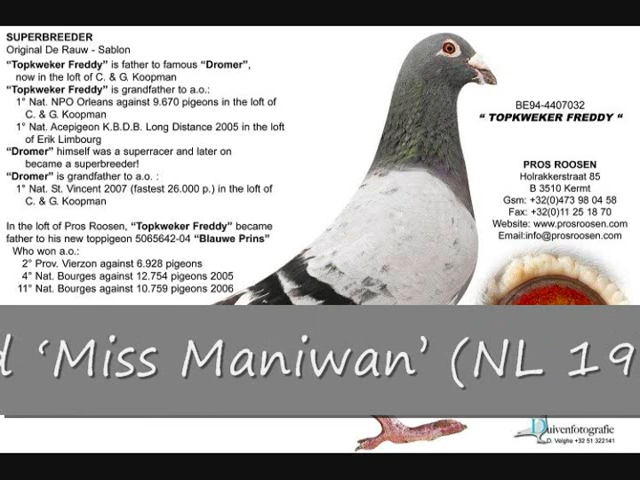 SUPERBREEDER
Original De Rauw - Sablon
“Topkweker Freddy” is father to famous “Dromer”,
now in the loft of C. & G. Koopman
“Topkweker Freddy” is grandfather to a.o.:
1° Nat. NPO Orleans against 9.670 pigeons in the loft of
C. & G. Koopman
1° Nat. Acepigeon K.B.D.B. Long Distance 2005 in the loft
of Erik Limbourg
“Dromer” himself was a superracer and later on
became a superbreeder!
“Dromer” is grandfather to a.o. :
1° Nat. St. Vincent 2007 (fastest 26.000 p.) in the loft of
C. & G. Koopman
In the loft of Pros Roosen, “Topkweker Freddy” became
father to his new toppigeon 5065642-04 “Blauwe Prins”
Who won a.o.:
2° Prov. Vierzon against 6.928 pigeons
4° Nat. Bourges against 12.754 pigeons 2005
11° Nat. Bourges against 10.759 pigeons 2006
BE94-4407032
“ TOPKWEKER FREDDY “
PROS ROOSEN
Holrakkerstraat 85
B 3510 Kermt
Gsm: +32(0)473 98 04 58
Fax: +32(0)11 25 18 70
Website: www.prosroosen.com
Email:info@prosroosen.com
d ‘Miss Maniwan’ (NL 19
Duivenfotografie
D. Velghe +32 51 322141